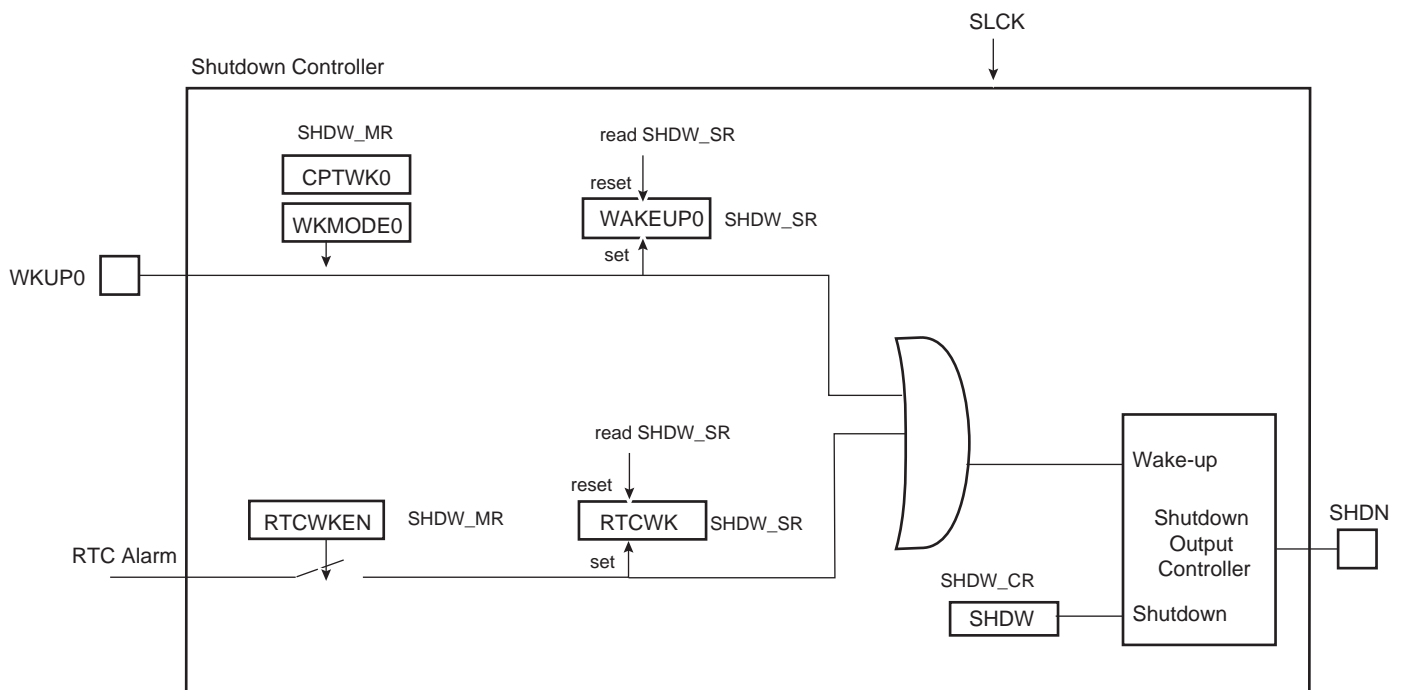 SLCK
Shutdown Controller
SHDW_MR
CPTWK0
WKMODE0
read SHDW_SR
reset
WAKEUP0
SHDW_SR
set
WKUP0
read SHDW_SR
reset
RTCWKEN
SHDW_MR
RTCWK
SHDW_SR
set
RTC Alarm
Wake-up
Shutdown
Output
Controller
SHDN
SHDW_CR
SHDW
Shutdown